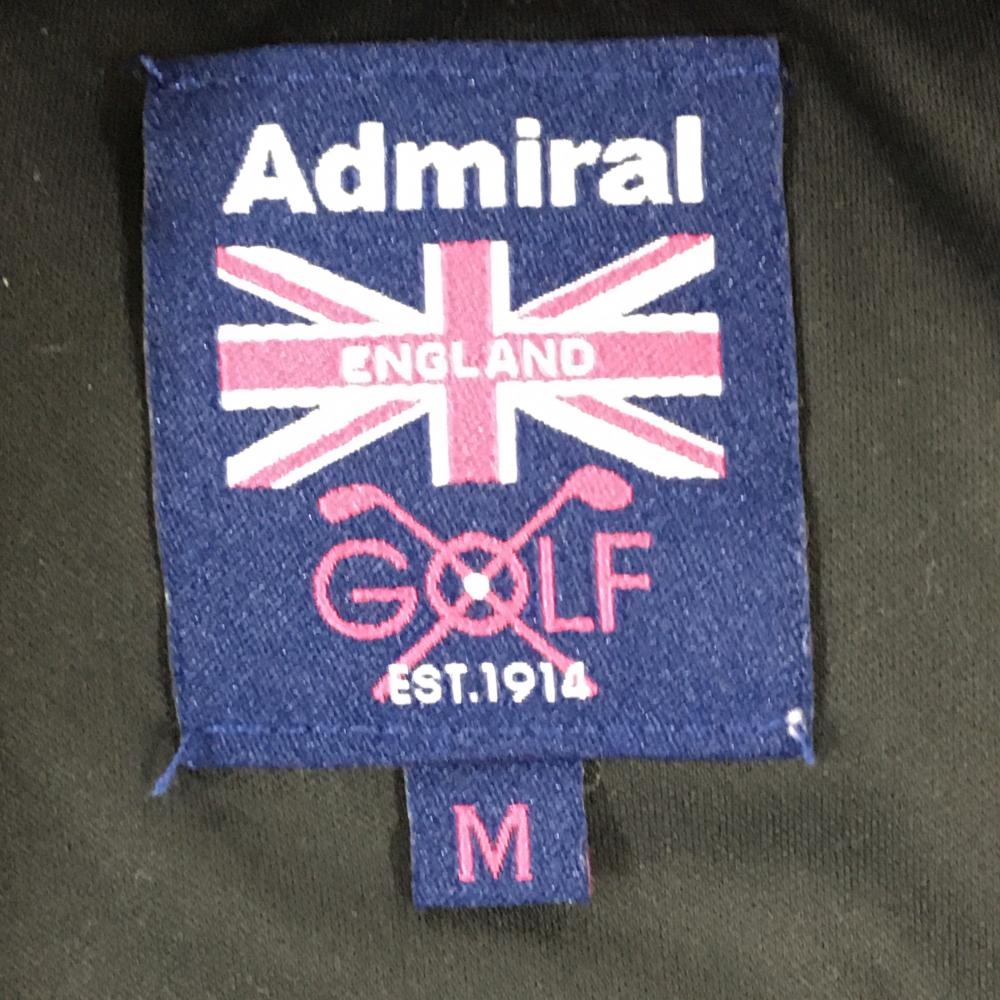 Admiral
ENGLAND
GOLF
EST.1914
M